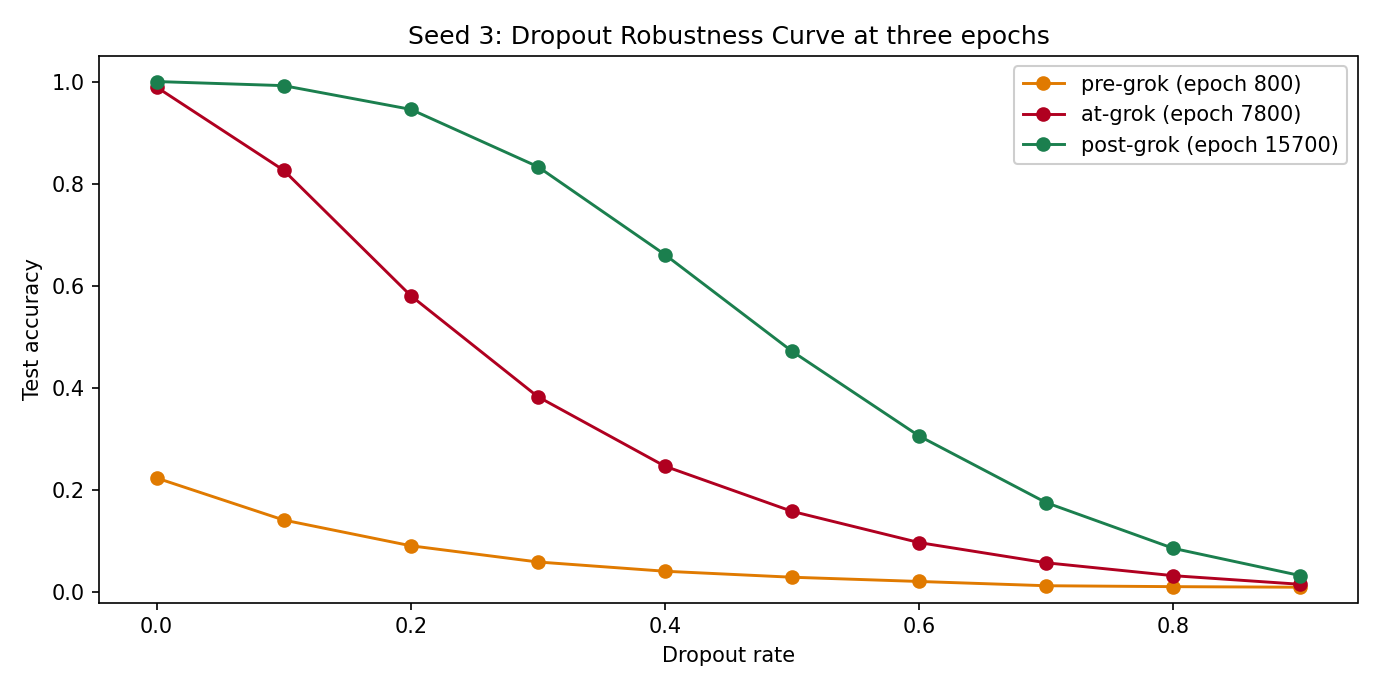 Seed 3: Dropout Robustness Curve at three epochs
pre-grok (epoch 800)
at-grok (epoch 7800)
post-grok (epoch 15700)
Test accuracy
1.0
0.8
0.6
0.4
0.2
0.0
0.0 0.2 0.4 0.6 0.8
Dropout rate